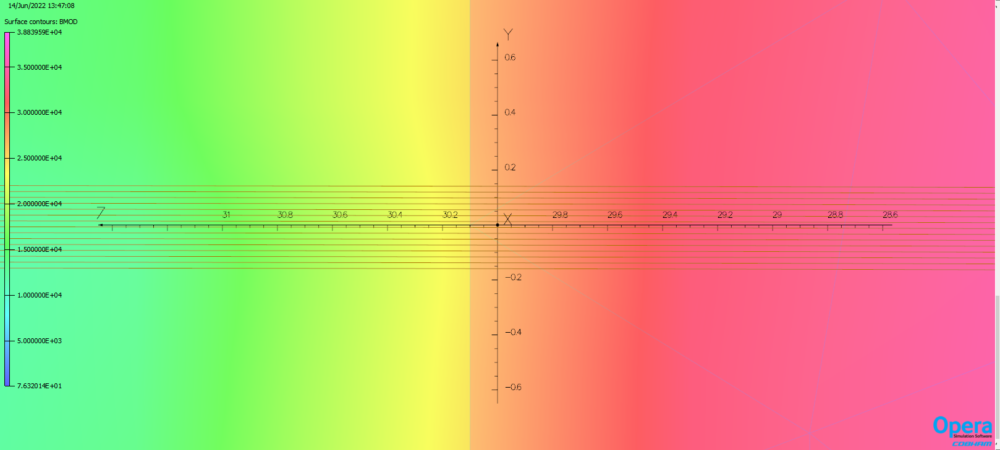 14/Jun/2022 13:47:08
Surface contours: BMOD
3.883959E+04
3.500000E+04
3.000000E+04
2.500000E+04
2.000000E+04
1.500000E+04
1.000000E+04
5.000000E+03
7.632014E+01
Y
0.6
0.4
0.2
Z
31
30.8
30.6
30.4
30.2
X
29.8
29.6
29.4
29.2
29
28.8
28.6
-0.2
-0.4
-0.6
Opera
Simulation Software
COBHAM